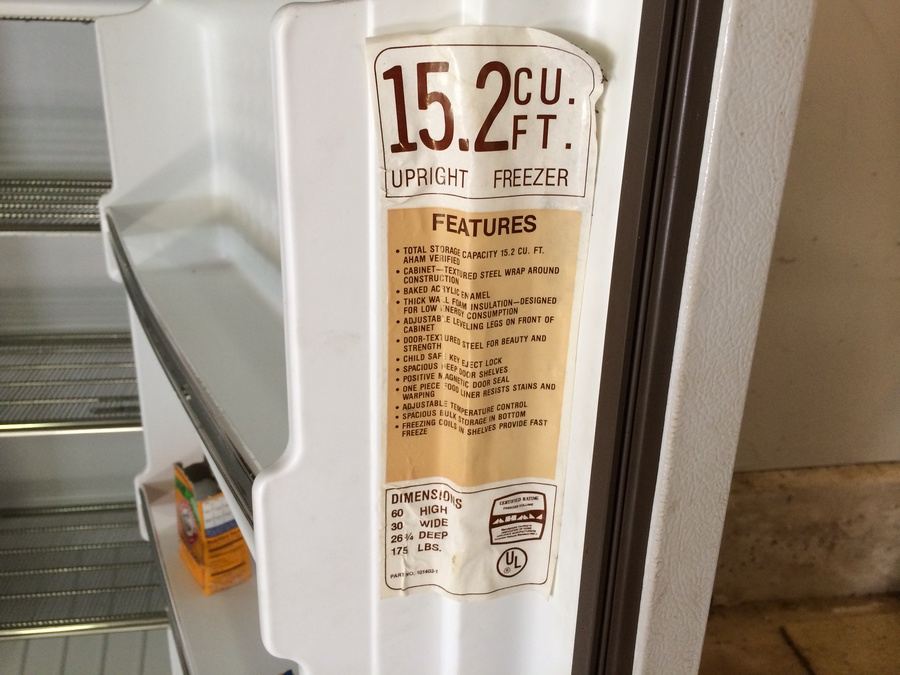 15.2 CU.
FT.
UPRIGHT FREEZER
FEATURES
• TOTAL STORAGE CAPACITY 15.2 CU. FT.
AHAM VERIFIED
• CABINET—TEXTURED STEEL WRAP AROUND
CONSTRUCTION
• BAKED ACRYLIC ENAMEL
• THICK WALL FOAM INSULATION—DESIGNED
FOR LOW ENERGY CONSUMPTION
• ADJUSTABLE LEVELING LEGS ON FRONT OF
CABINET
• DOOR-TEXTURED STEEL FOR BEAUTY AND
STRENGTH
• CHILD SAFE KEY EJECT LOCK
• SPACIOUS DEEP DOOR SHELVES
• POSITIVE MAGNETIC DOOR SEAL
• ONE PIECE FOOD LINER RESISTS STAINS AND
WARPING
• ADJUSTABLE TEMPERATURE CONTROL
• SPACIOUS BULK STORAGE IN BOTTOM
• FREEZING COILS IN SHELVES PROVIDE FAST
FREEZE
DIMENSIONS
60 HIGH
30 WIDE
26 ¾ DEEP
175 LBS.
PART NO.
CERTIFIED RATING
UL